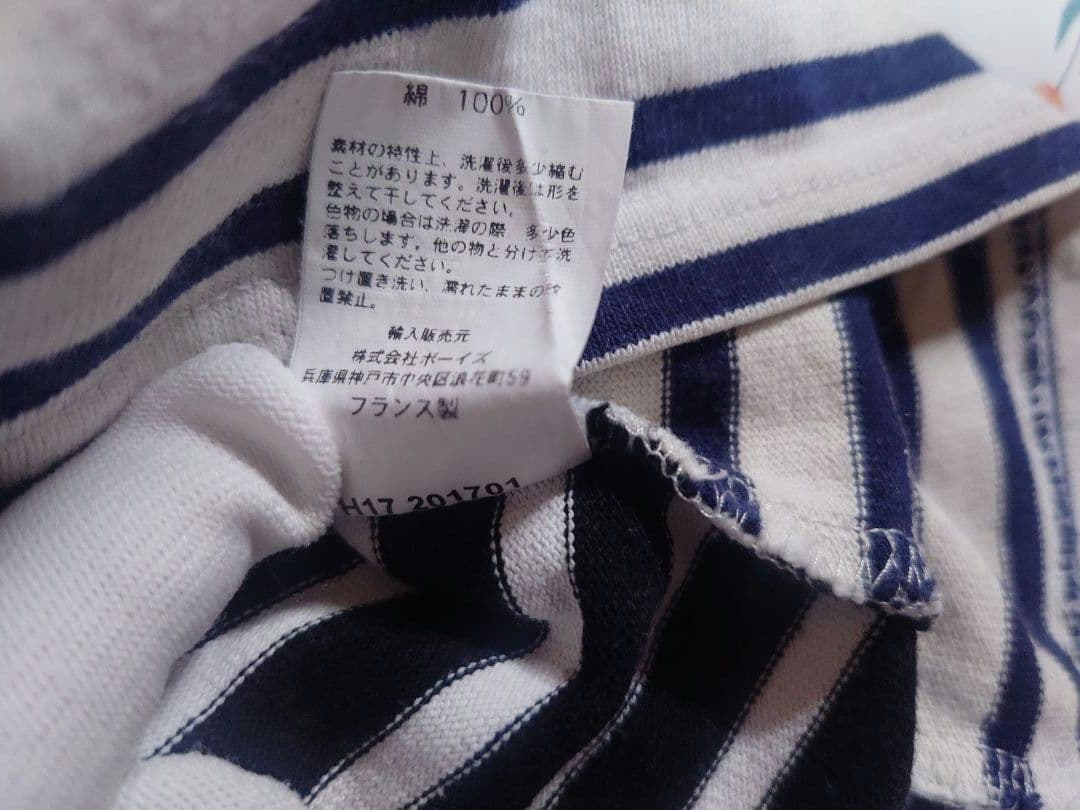 綿 100%
素材の特性上、洗濯後多少縮む
ことがあります。洗濯後は形を
整えて干してください。
色物の場合は洗濯の際 多少色
落ちします。他の物と分けて洗
濯してください。
つけ置き洗い、濡れたままの放
置禁止。
輸入販売元
株式会社ボーイズ
兵庫県神戸市中央区浪花町59
フランス製
H17 201701